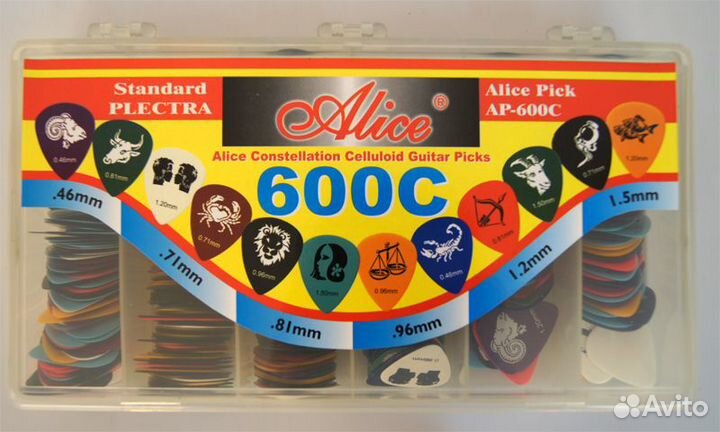 Standard
PLECTRA
Alice®
Alice Pick
AP-600C
Alice Constellation Celluloid Guitar Picks
600C
0.46mm
0.81mm
1.20mm
0.71mm
0.96mm
1.50mm
0.96mm
0.46mm
0.81mm
1.50mm
0.71mm
1.20mm
.46mm
.71mm
.81mm
.96mm
1.2mm
1.5mm
1.20mm
Avito